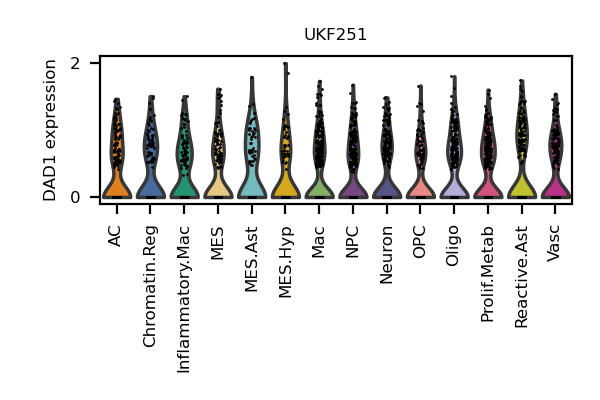 UKF251
DAD1 expression
2
0
AC
Chromatin.Reg
Inflammatory.Mac
MES
MES.Ast
MES.Hyp
Mac
NPC
Neuron
OPC
Oligo
Prolif.Metab
Reactive.Ast
Vasc